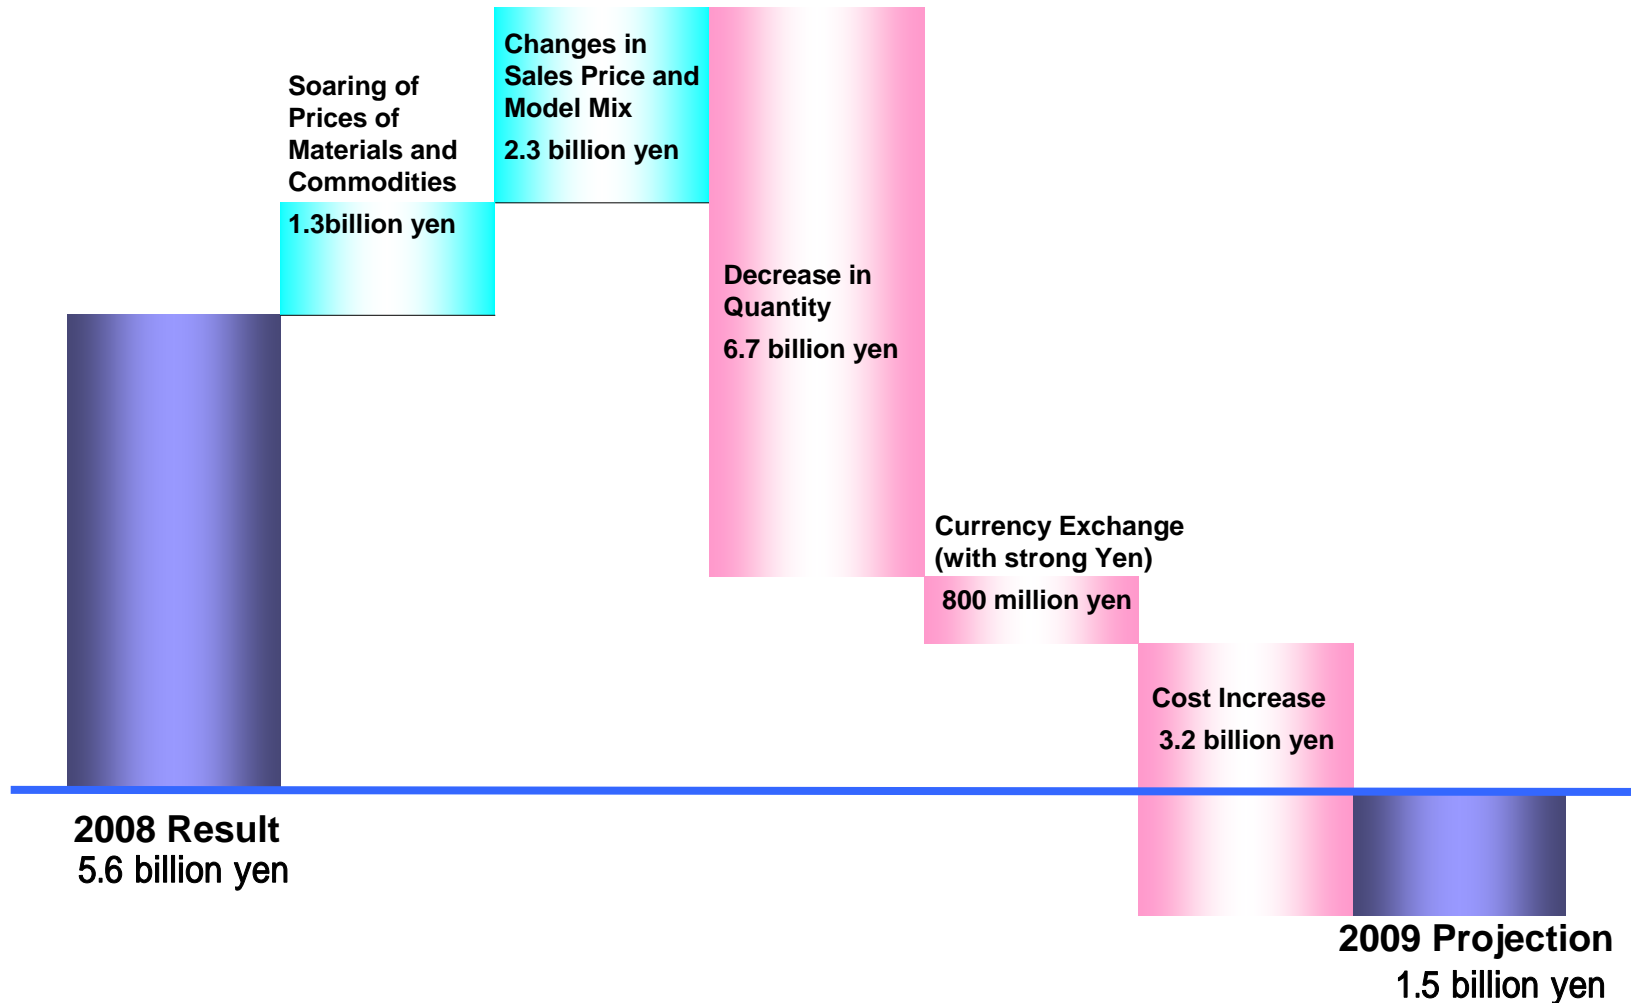 Soaring of
Prices of
Materials and
Commodities
1.3billion yen
Changes in
Sales Price and
Model Mix
2.3 billion yen
Decrease in
Quantity
6.7 billion yen
Currency Exchange
(with strong Yen)
800 million yen
Cost Increase
3.2 billion yen
2008 Result
5.6 billion yen
2009 Projection
1.5 billion yen